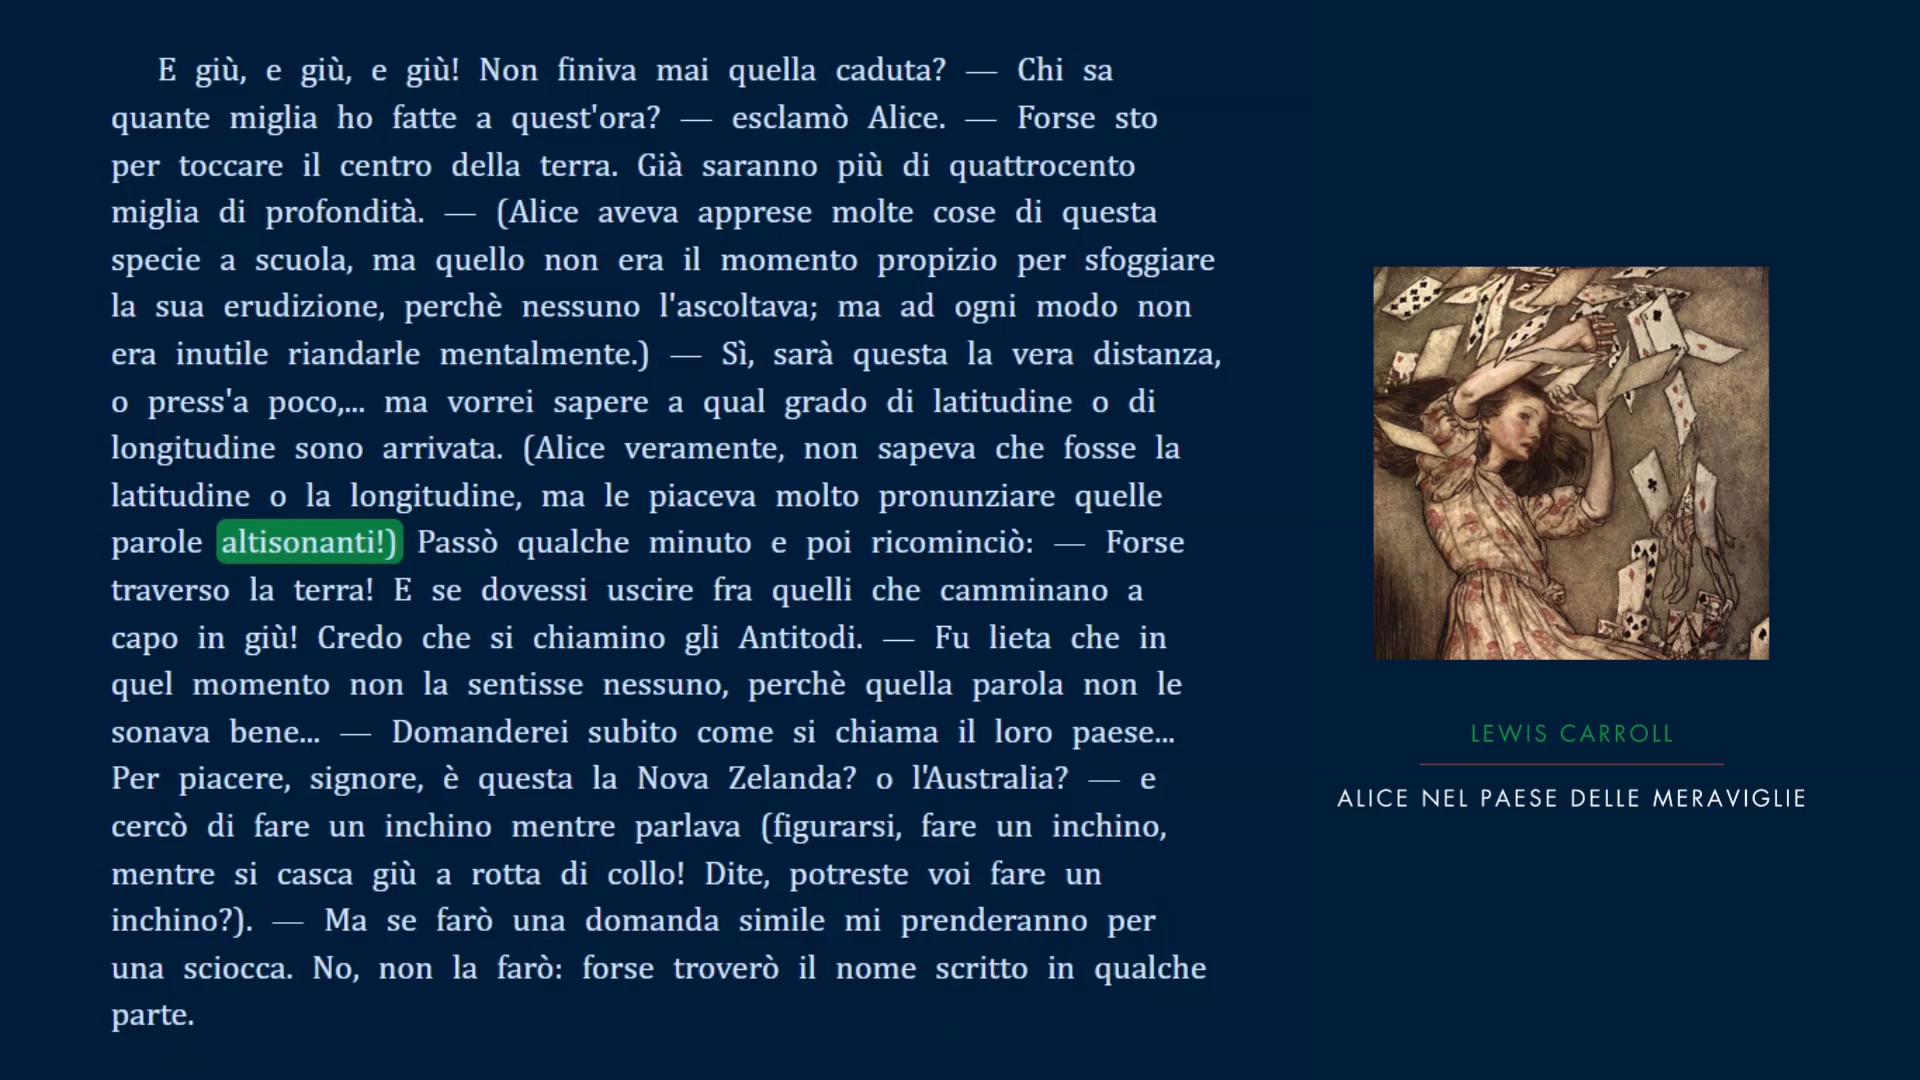 E giù, e giù, e giù! Non finiva mai quella caduta? — Chi sa
quante miglia ho fatte a quest'ora? — esclamò Alice. — Forse sto
per toccare il centro della terra. Già saranno più di quattrocento
miglia di profondità. — (Alice aveva apprese molte cose di questa
specie a scuola, ma quello non era il momento propizio per sfoggiare
la sua erudizione, perchè nessuno l'ascoltava; ma ad ogni modo non
era inutile riandarle mentalmente.) — Sì, sarà questa la vera distanza,
o press'a poco,... ma vorrei sapere a qual grado di latitudine o di
longitudine sono arrivata. (Alice veramente, non sapeva che fosse la
latitudine o la longitudine, ma le piaceva molto pronunziare quelle
parole altisonanti!) Passò qualche minuto e poi ricominciò: — Forse
traverso la terra! E se dovessi uscire fra quelli che camminano a
capo in giù! Credo che si chiamino gli Antitodi. — Fu lieta che in
quel momento non la sentisse nessuno, perchè quella parola non le
sonava bene... — Domanderei subito come si chiama il loro paese...
Per piacere, signore, è questa la Nova Zelanda? o l'Australia? — e
cercò di fare un inchino mentre parlava (figurarsi, fare un inchino,
mentre si casca giù a rotta di collo! Dite, potreste voi fare un
inchino?). — Ma se farò una domanda simile mi prenderanno per
una sciocca. No, non la farò: forse troverò il nome scritto in qualche
parte.
LEWIS CARROLL
ALICE NEL PAESE DELLE MERAVIGLIE